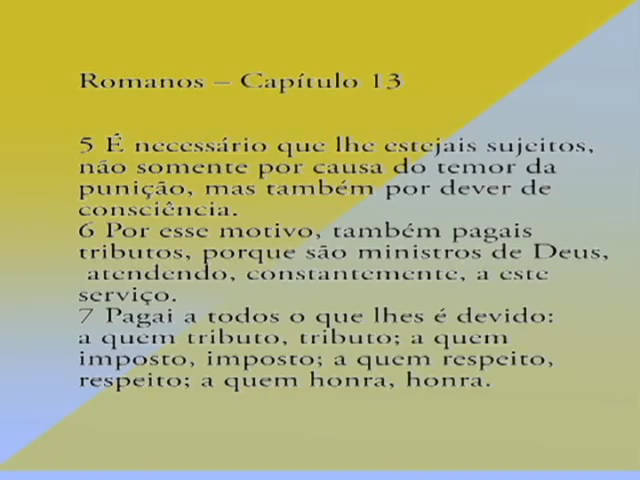 Romanos – Capítulo 13
5 É necessário que lhe estejais sujeitos,
não somente por causa do temor da
punição, mas também por dever de
consciência.
6 Por esse motivo, também pagais
tributos, porque são ministros de Deus,
atendendo, constantemente, a este
serviço.
7 Pagai a todos o que lhes é devido:
a quem tributo, tributo; a quem
imposto, imposto; a quem respeito,
respeito; a quem honra, honra.